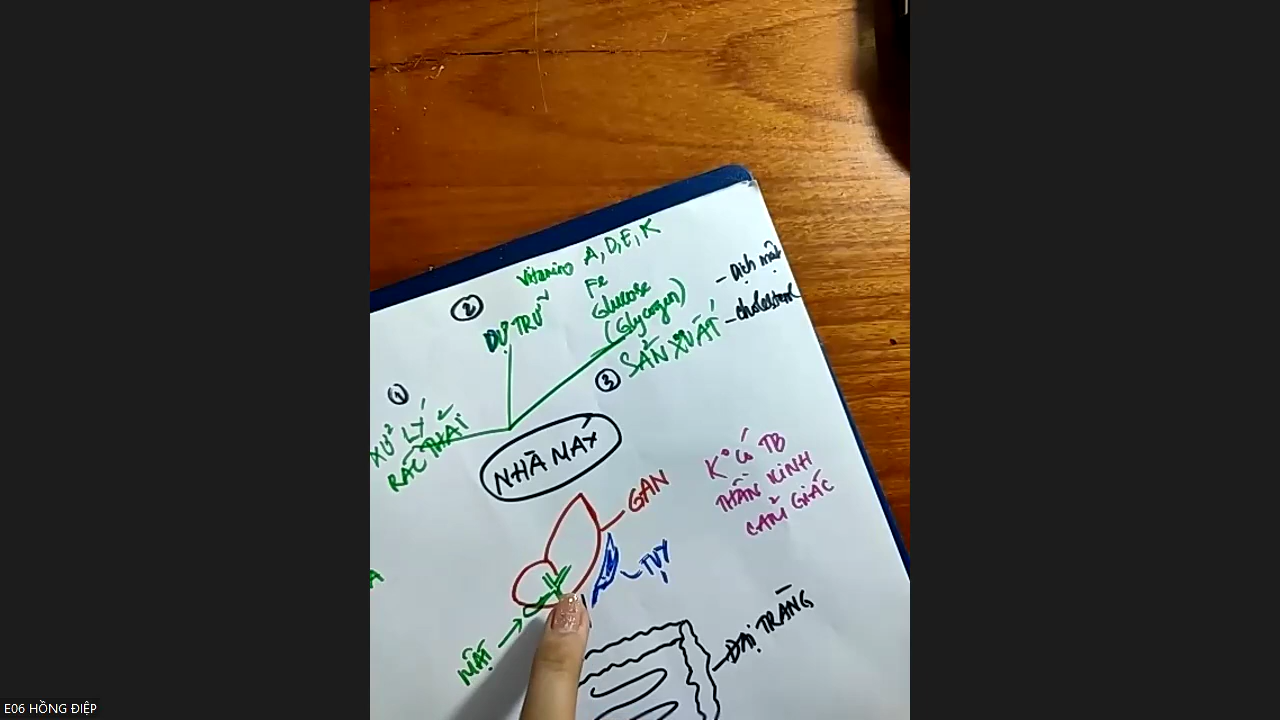 Vitamin A, D, E, K
Fe
Glucose
(Glycogen)
② DỰ TRỮ
③ SẢN XUẤT
- Dịch mật
- cholesterol
①
XỬ LÝ
RÁC THẢI
NHÀ MÁY
GAN
TỤY
MẬT
K° Có TB
THẦN KINH
CẢM GIÁC
ĐẠI TRÀNG
A
E06 HỒNG ĐIỆP